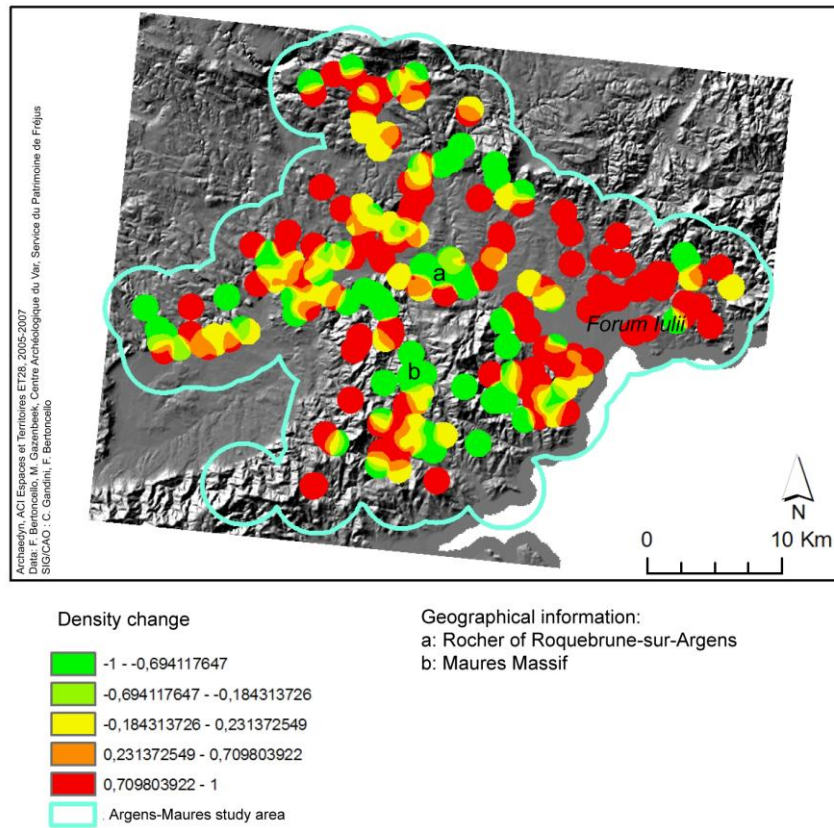 Archaedyn, ACI Espaces et Territoires ET28, 2005-2007
Data: F. Bertoncello, M. Gazenbeek, Centre Archéologique du Var, Service du Patrimoine de Fréjus
SIG/CAO : C. Gandini, F. Bertoncello
a
Forum Iulii
b
N
0 10 Km
Density change
-1 - -0,694117647
-0,694117647 - -0,184313726
-0,184313726 - 0,231372549
0,231372549 - 0,709803922
0,709803922 - 1
Argens-Maures study area
Geographical information:
a: Rocher of Roquebrune-sur-Argens
b: Maures Massif